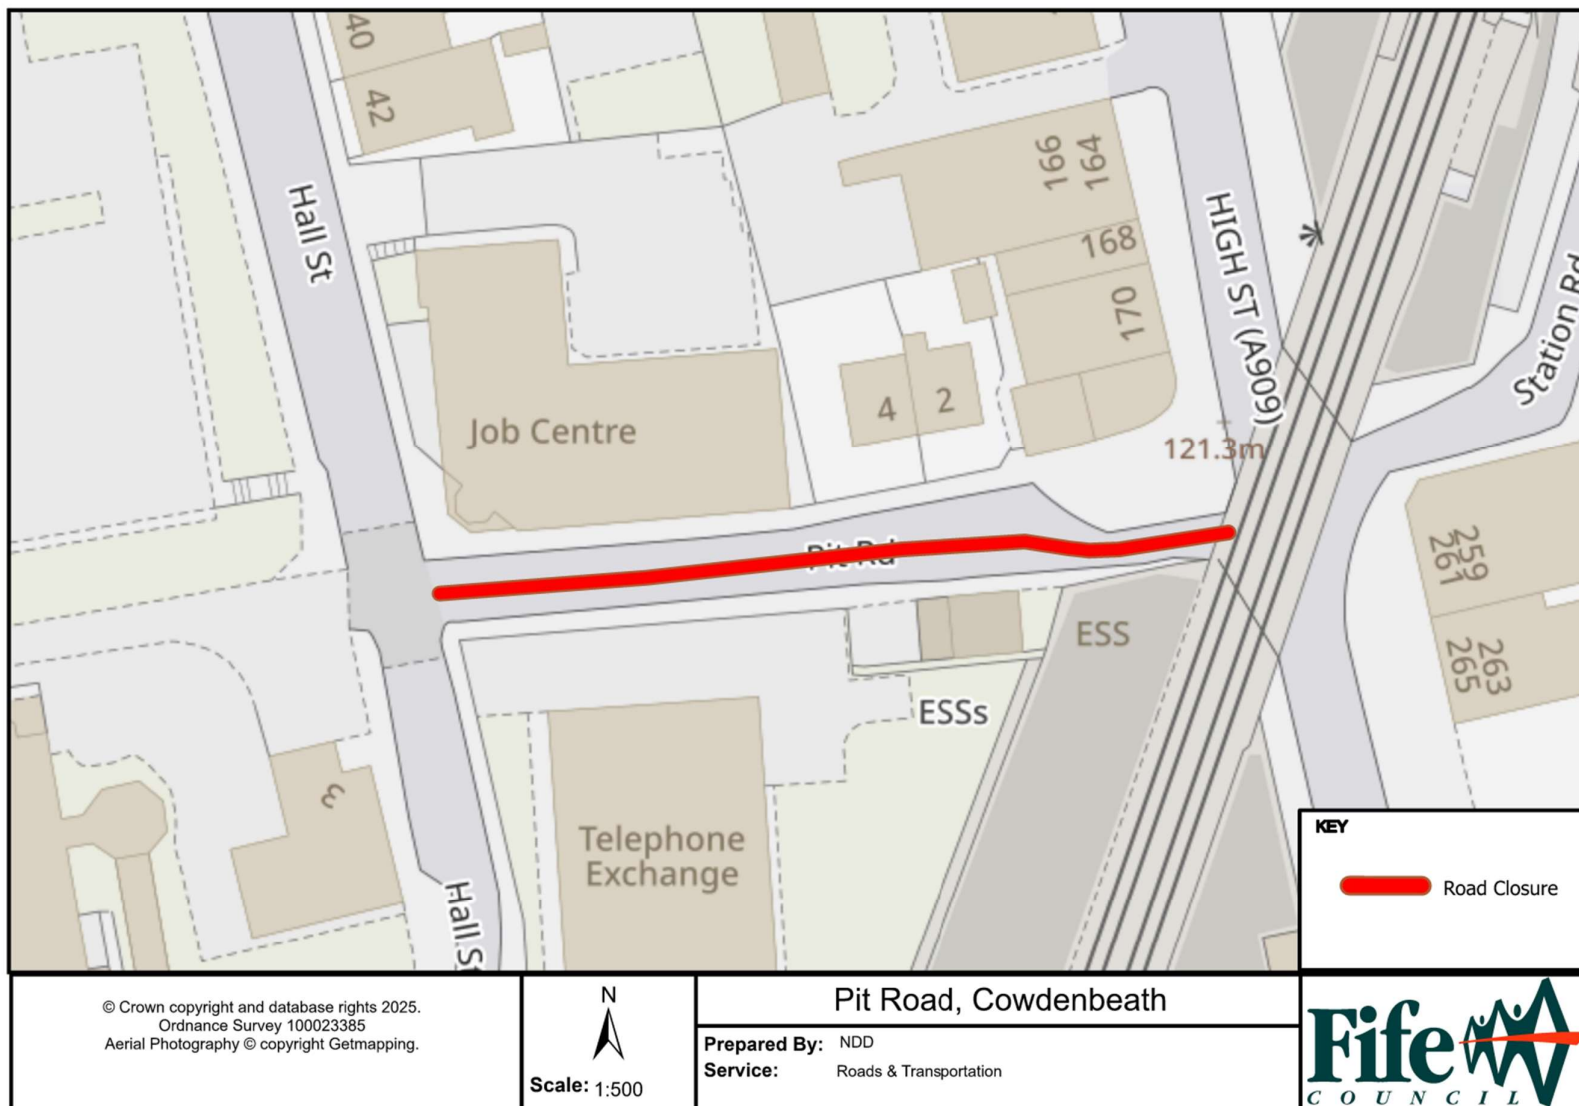 40
42
Hall St
166
164
168
170
HIGH ST (A909)
Station Rd
Job Centre
4
2
121.3m
Pit Rd
259
261
263
265
ESS
ESSs
3
Telephone
Exchange
Hall St
KEY
Road Closure
© Crown copyright and database rights 2025.
Ordnance Survey 100023385
Aerial Photography © copyright Getmapping.
N
Scale: 1:500
Pit Road, Cowdenbeath
Prepared By: NDD
Service: Roads & Transportation
Fife
COUNCIL